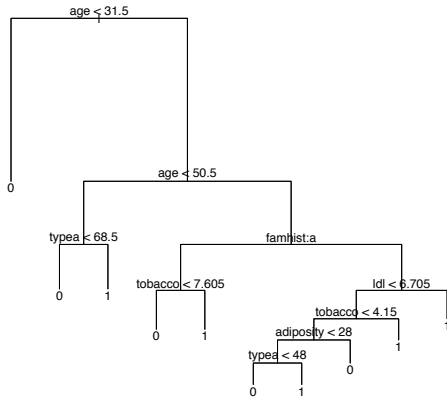 age < 31.5
0
age < 50.5
typea < 68.5
0
1
famhist:a
tobacco < 7.605
0
1
ldl < 6.705
tobacco < 4.15
adiposity < 28
typea < 48
0
1
0
1
1